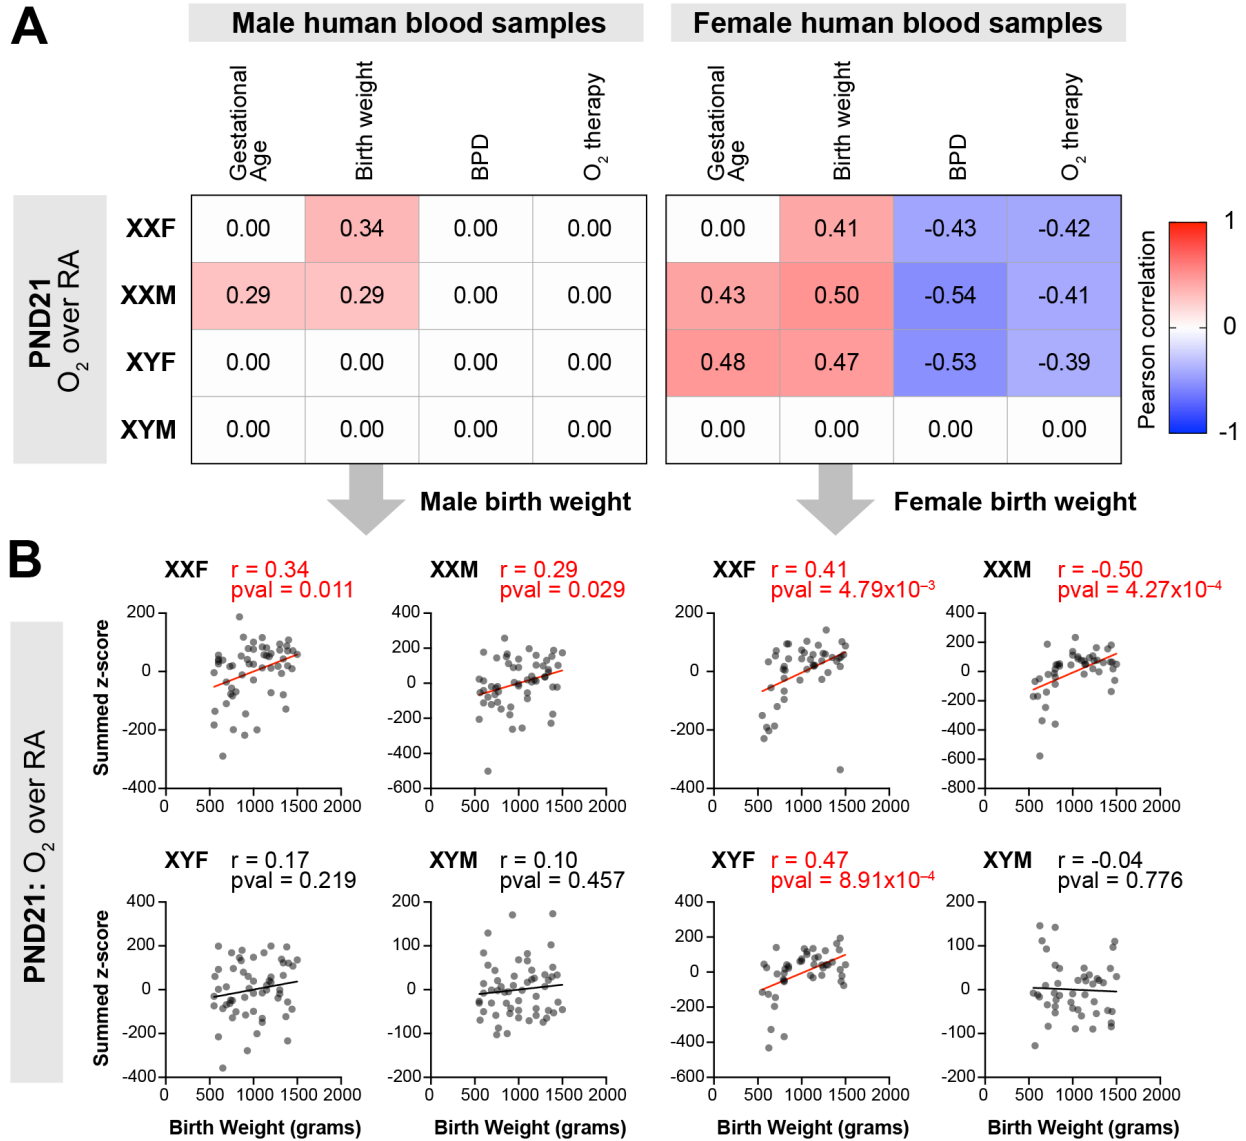 A
Male human blood samples
Female human blood samples
Gestational
Age
Birth weight
BPD
O2 therapy
Gestational
Age
Birth weight
BPD
O2 therapy
PND21
O2 over RA
XXF 0.00 0.34 0.00 0.00 0.00 0.41 -0.43 -0.42
XXM 0.29 0.29 0.00 0.00 0.43 0.50 -0.54 -0.41
XYF 0.00 0.00 0.00 0.00 0.48 0.47 -0.53 -0.39
XYM 0.00 0.00 0.00 0.00 0.00 0.00 0.00 0.00
Pearson correlation
1
0
-1
Male birth weight
Female birth weight
B
PND21: O2 over RA
XXF r = 0.34
pval = 0.011
Summed z-score
200
0
-200
-400
0 500 1000 1500 2000
XXM r = 0.29
pval = 0.029
400
200
0
-200
-400
-600
0 500 1000 1500 2000
XXF r = 0.41
pval = 4.79x10⁻³
200
0
-200
-400
0 500 1000 1500 2000
XXM r = -0.50
pval = 4.27x10⁻⁴
400
200
0
-200
-400
-600
-800
0 500 1000 1500 2000
XYF r = 0.17
pval = 0.219
Summed z-score
400
200
0
-200
-400
0 500 1000 1500 2000
Birth Weight (grams)
XYM r = 0.10
pval = 0.457
200
100
0
-100
-200
0 500 1000 1500 2000
Birth Weight (grams)
XYF r = 0.47
pval = 8.91x10⁻⁴
400
200
0
-200
-400
-600
0 500 1000 1500 2000
Birth Weight (grams)
XYM r = -0.04
pval = 0.776
200
100
0
-100
-200
0 500 1000 1500 2000
Birth Weight (grams)